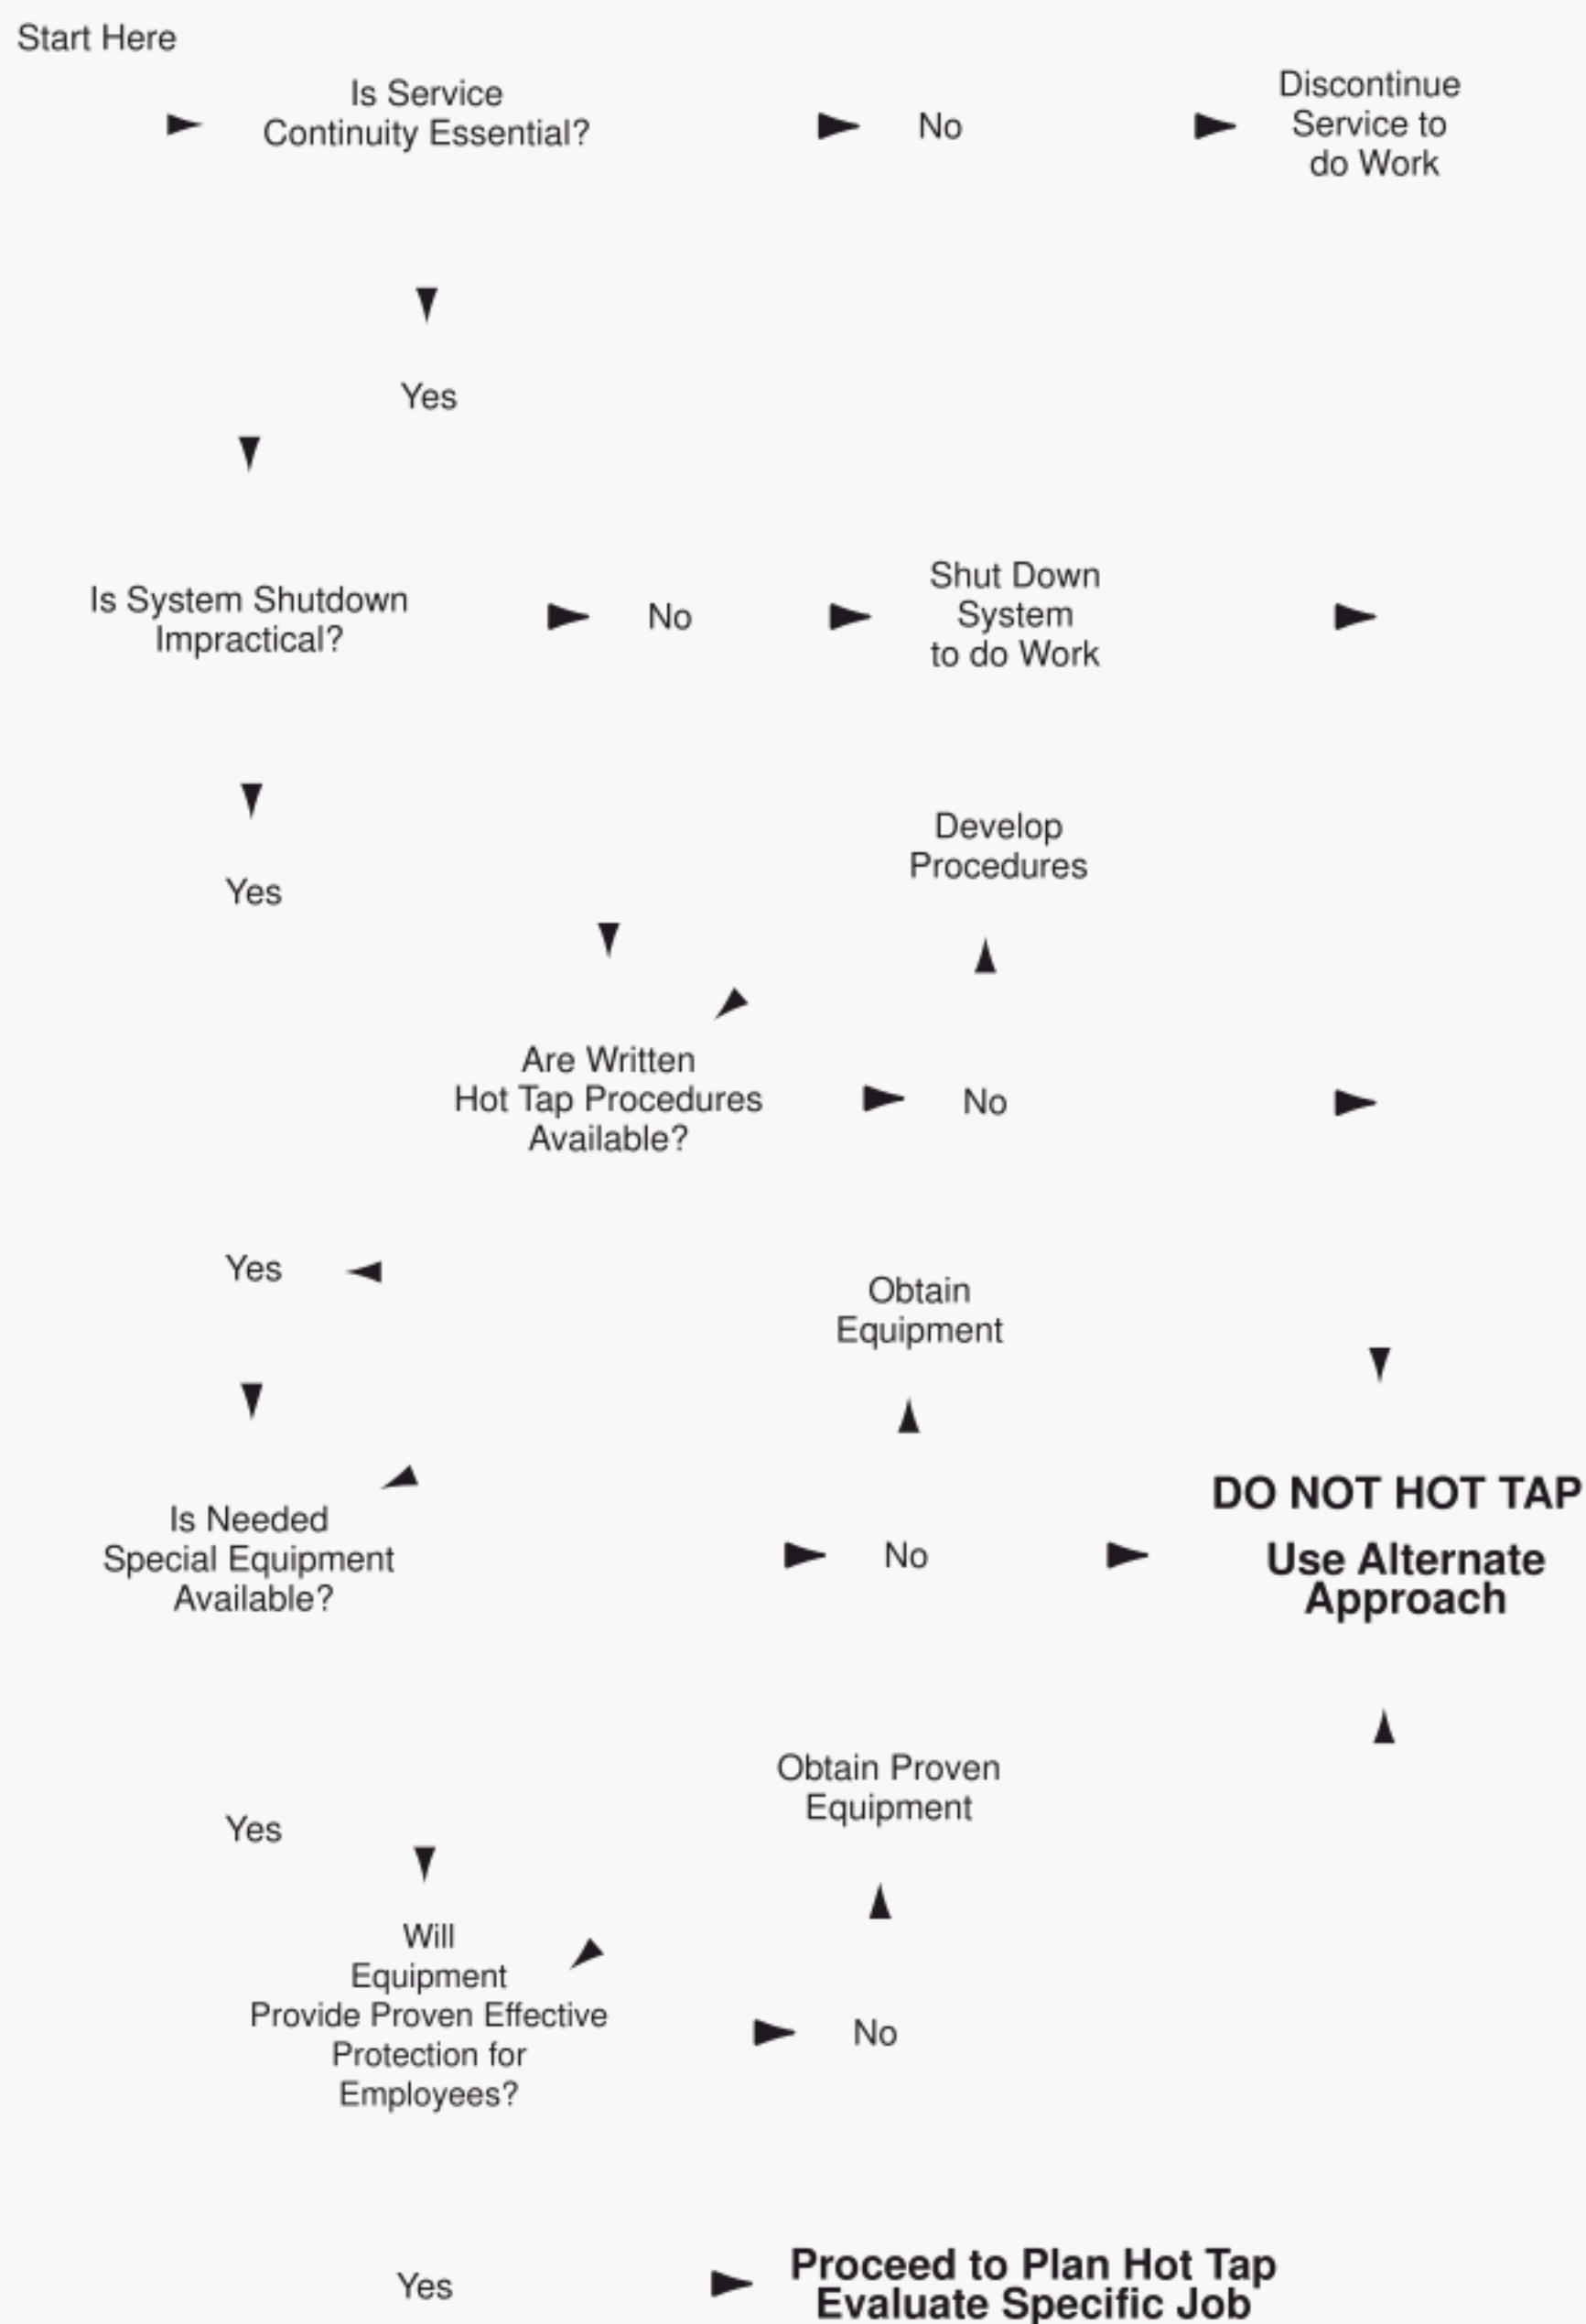 Start Here
Is Service
Continuity Essential?
No
Discontinue
Service to
do Work
Yes
Is System Shutdown
Impractical?
No
Shut Down
System
to do Work
Yes
Develop
Procedures
Are Written
Hot Tap Procedures
Available?
No
Yes
Obtain
Equipment
Is Needed
Special Equipment
Available?
No
DO NOT HOT TAP
Use Alternate
Approach
Yes
Obtain Proven
Equipment
Will
Equipment
Provide Proven Effective
Protection for
Employees?
No
Yes
Proceed to Plan Hot Tap
Evaluate Specific Job